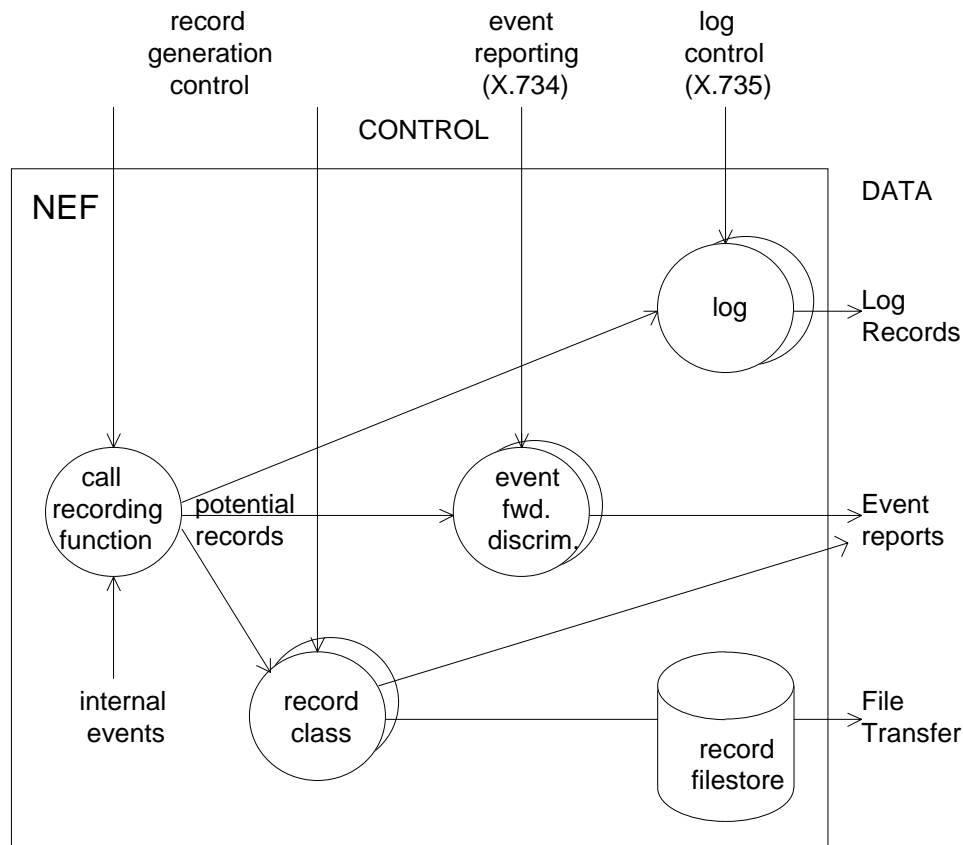 record
generation
control
event
reporting
(X.734)
log
control
(X.735)
CONTROL
NEF
DATA
log
Log
Records
call
recording
function
potential
records
event
fwd.
discrim.
Event
reports
internal
events
record
class
record
filestore
File
Transfer